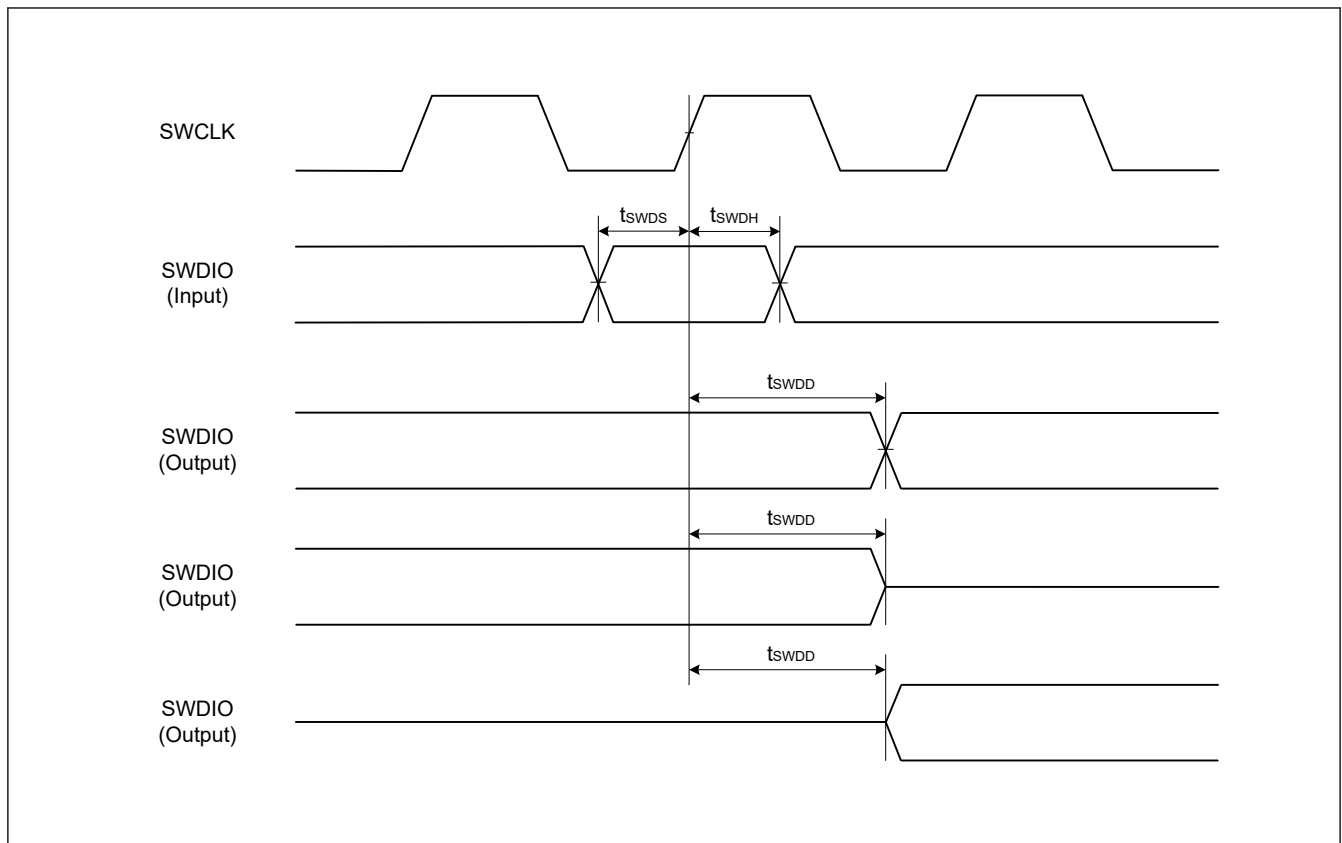 SWCLK
tSWDS
tSWDH
SWDIO
(Input)
tSWDD
SWDIO
(Output)
tSWDD
SWDIO
(Output)
tSWDD
SWDIO
(Output)